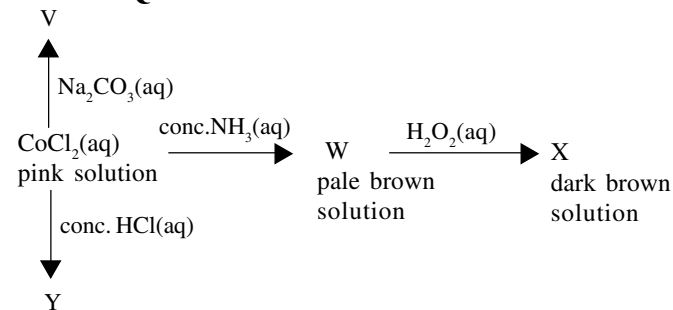 V
Na₂CO₃(aq)
CoCl₂(aq)
pink solution
conc.NH₃(aq)
W
pale brown
solution
H₂O₂(aq)
X
dark brown
solution
conc. HCl(aq)
Y